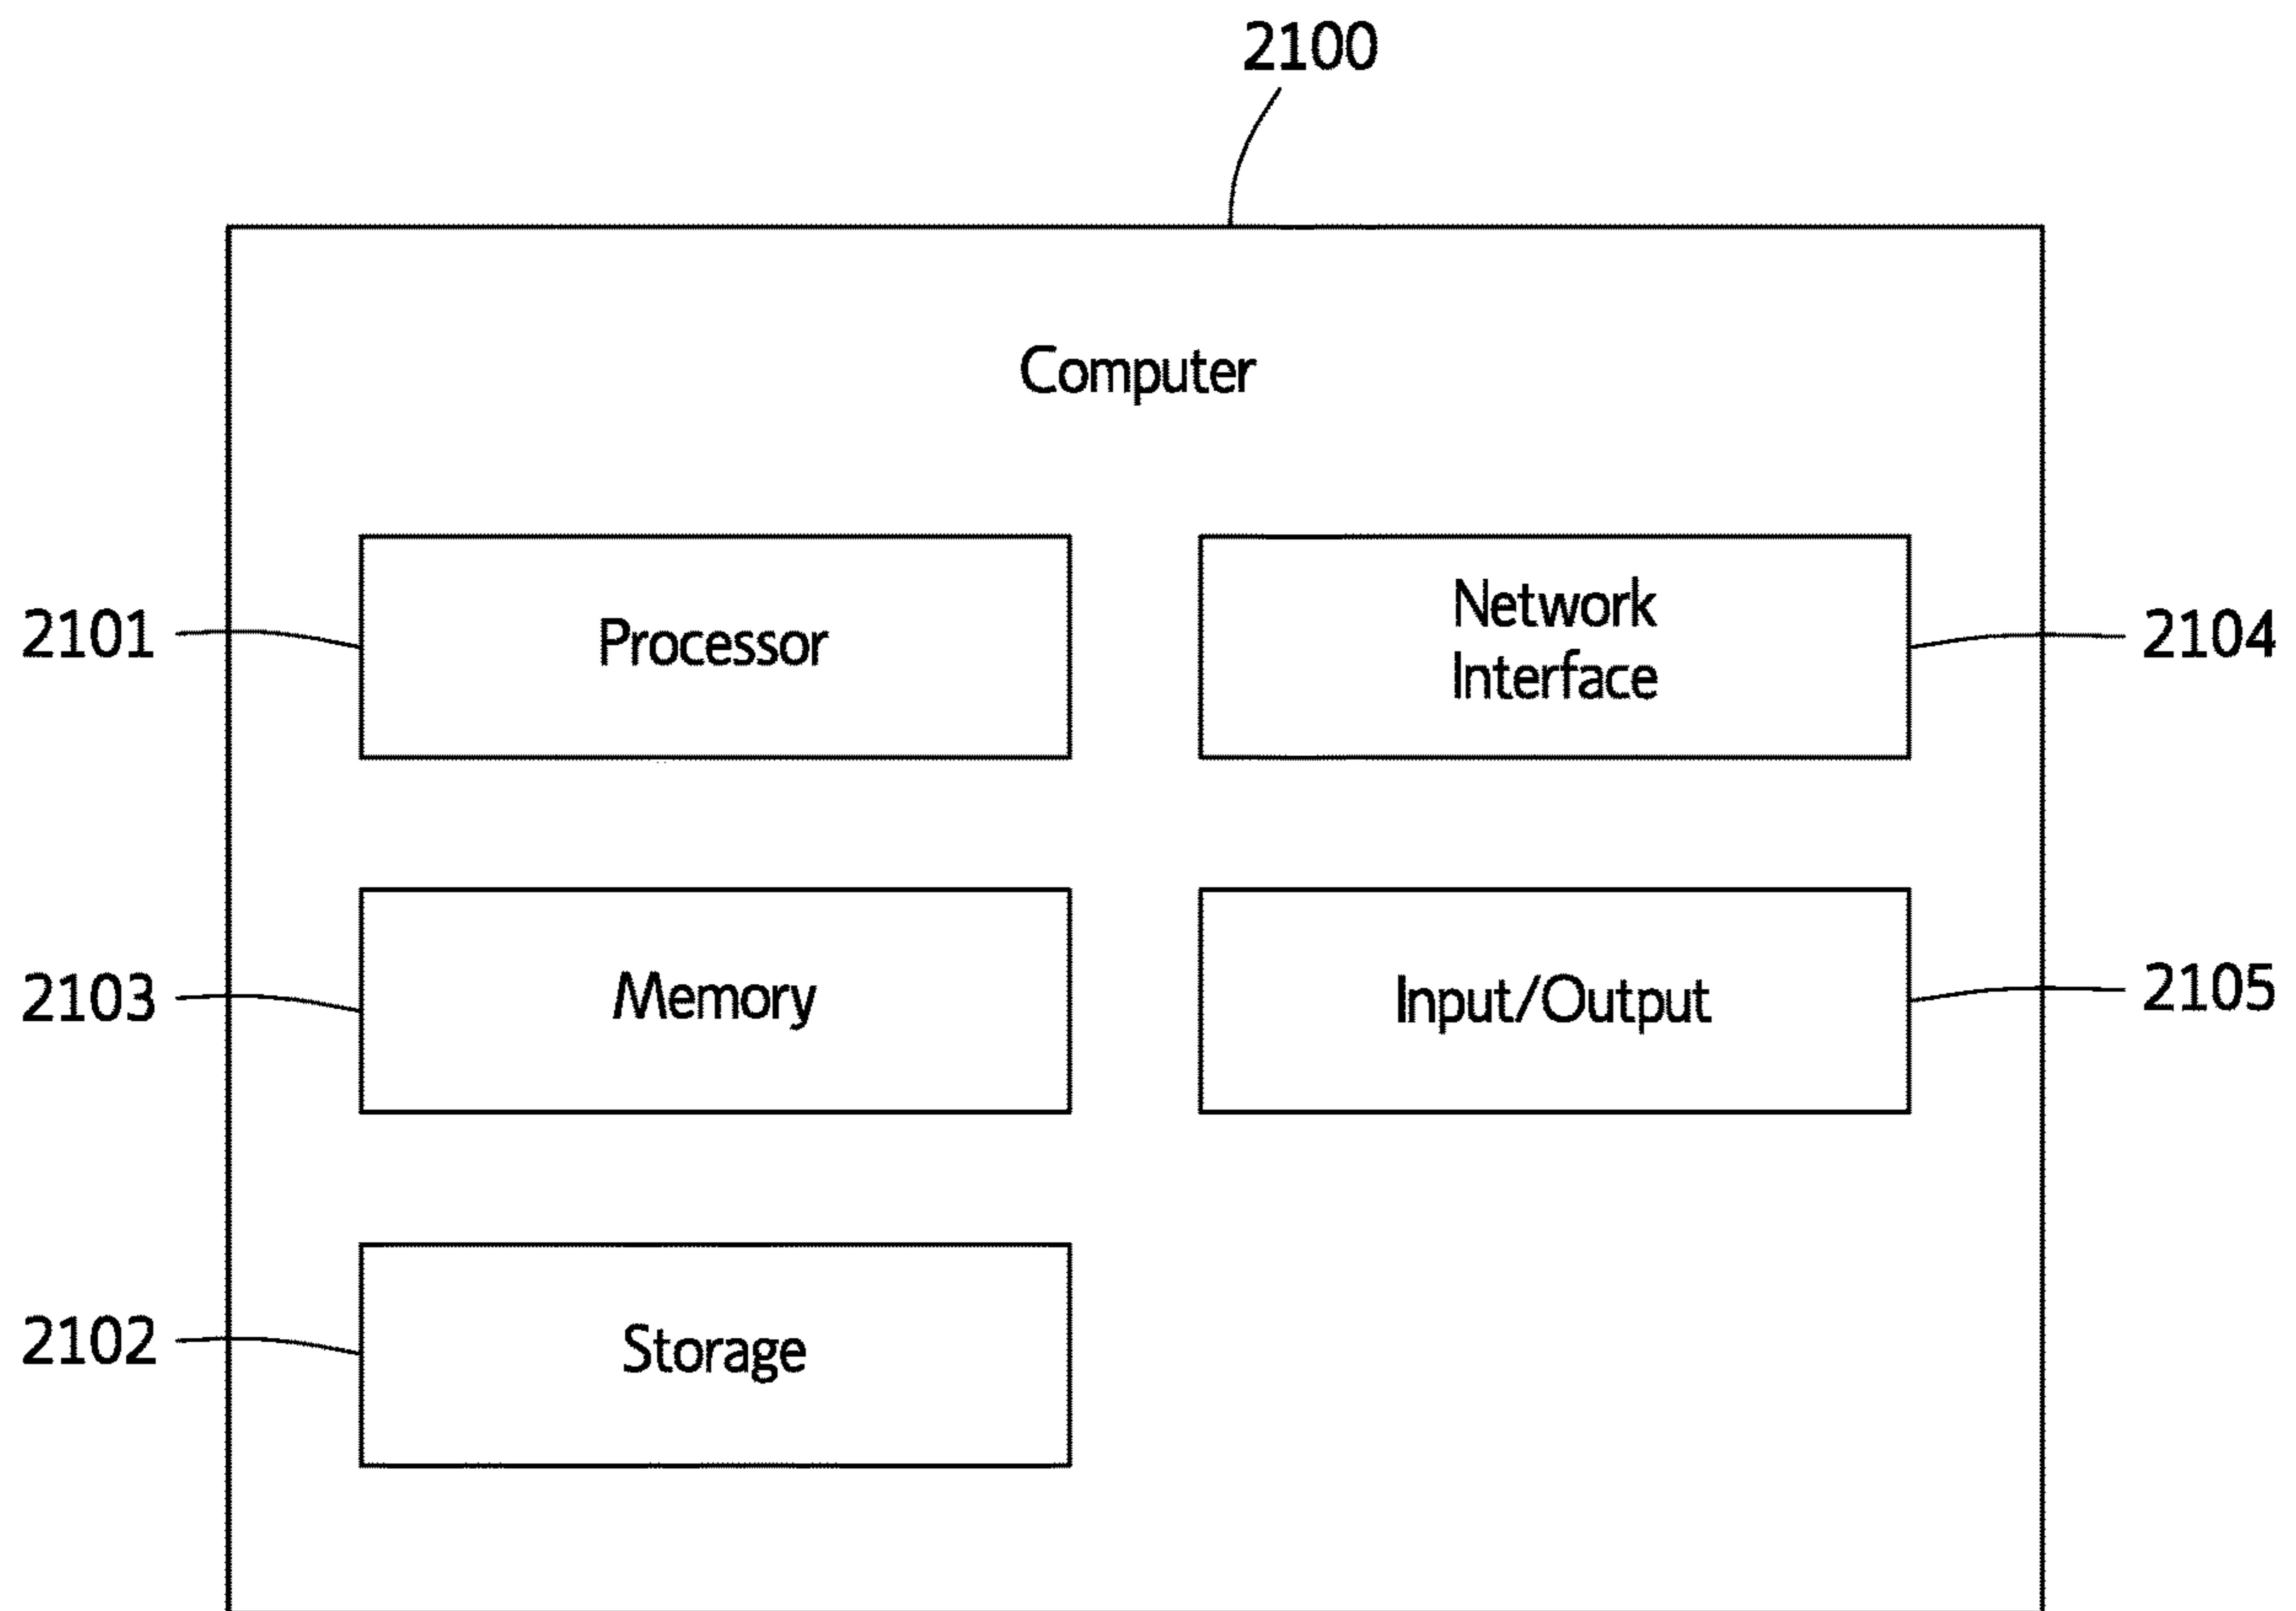 2100
Computer
2101
Processor
Network
Interface
2104
2103
Memory
Input/Output
2105
2102
Storage